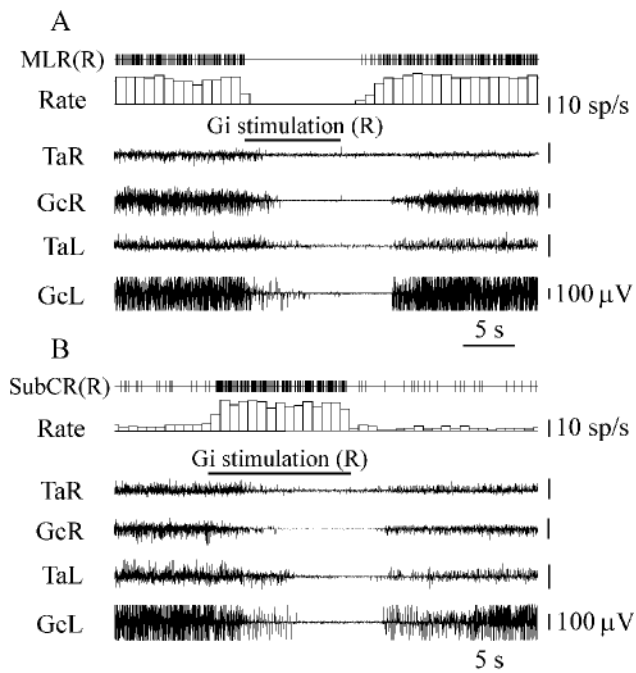 A
MLR(R)
Rate
10 sp/s
Gi stimulation (R)
TaR
GcR
TaL
GcL
100 μV
5 s
B
SubCR(R)
Rate
10 sp/s
Gi stimulation (R)
TaR
GcR
TaL
GcL
100 μV
5 s